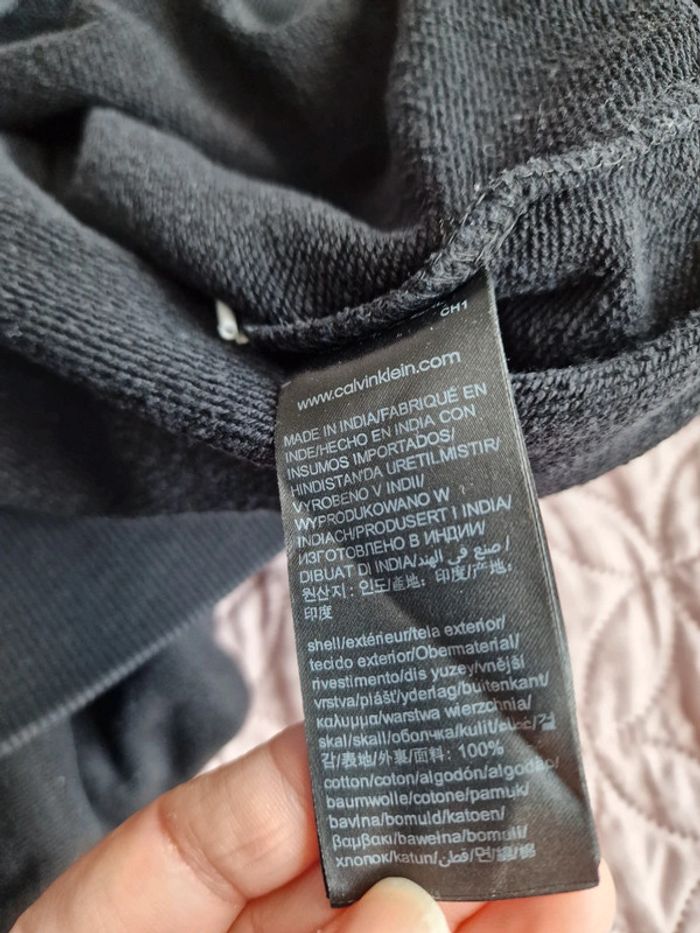 CH1
www.calvinklein.com
MADE IN INDIA/FABRIQUÉ EN
INDE/HECHO EN INDIA CON
INSUMOS IMPORTADOS/
HINDISTAN'DA URETILMISTIR/
VYROBENO V INDII/
WYPRODUKOWANO W
INDIACH/PRODUSERT I INDIA/
ИЗГОТОВЛЕНО В ИНДИИ/
DIBUAT DI INDIA/صنع في الهند/
원산지: 인도/産地: 印度/產地:
印度
shell/extérieur/tela exterior/
tecido exterior/Obermaterial/
rivestimento/dis yuzey/vnější
vrstva/plášť/yderlag/buitenkant/
καλυμμα/warstwa wierzchnia/
skal/skall/оболчка/kulit/겉
감/表地/外裏/面料: 100%
cotton/coton/algodón/algodão/
baumwolle/cotone/pamuk/
bavlna/bomuld/katoen/
βαμβακι/bawełna/bomull/
хлопок/katun/قطن/면/綿/棉